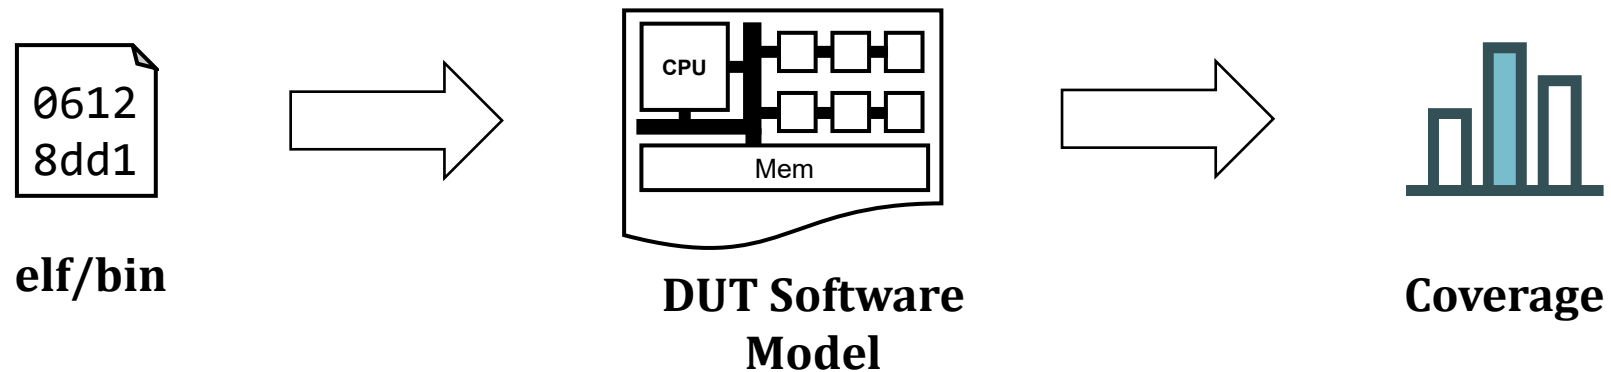 0612
8dd1
elf/bin
CPU
Mem
DUT Software
Model
Coverage